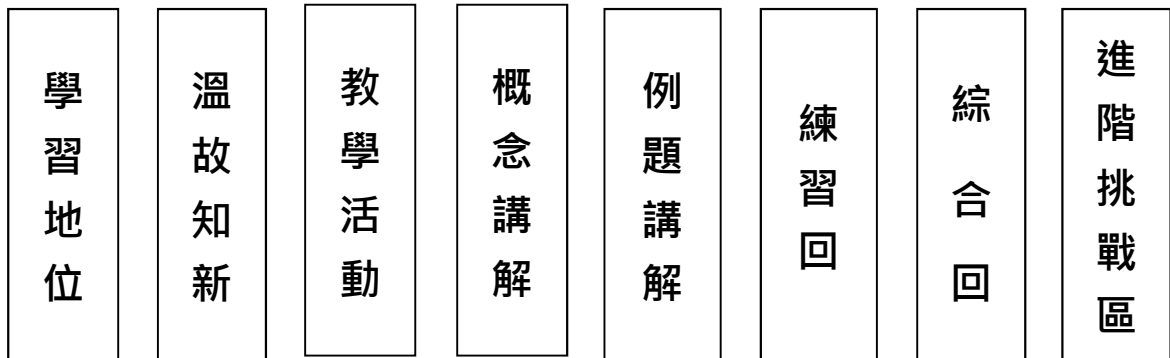 學習地位
溫故知新
教學活動
概念講解
例題講解
練習回
綜合回
進階挑戰區